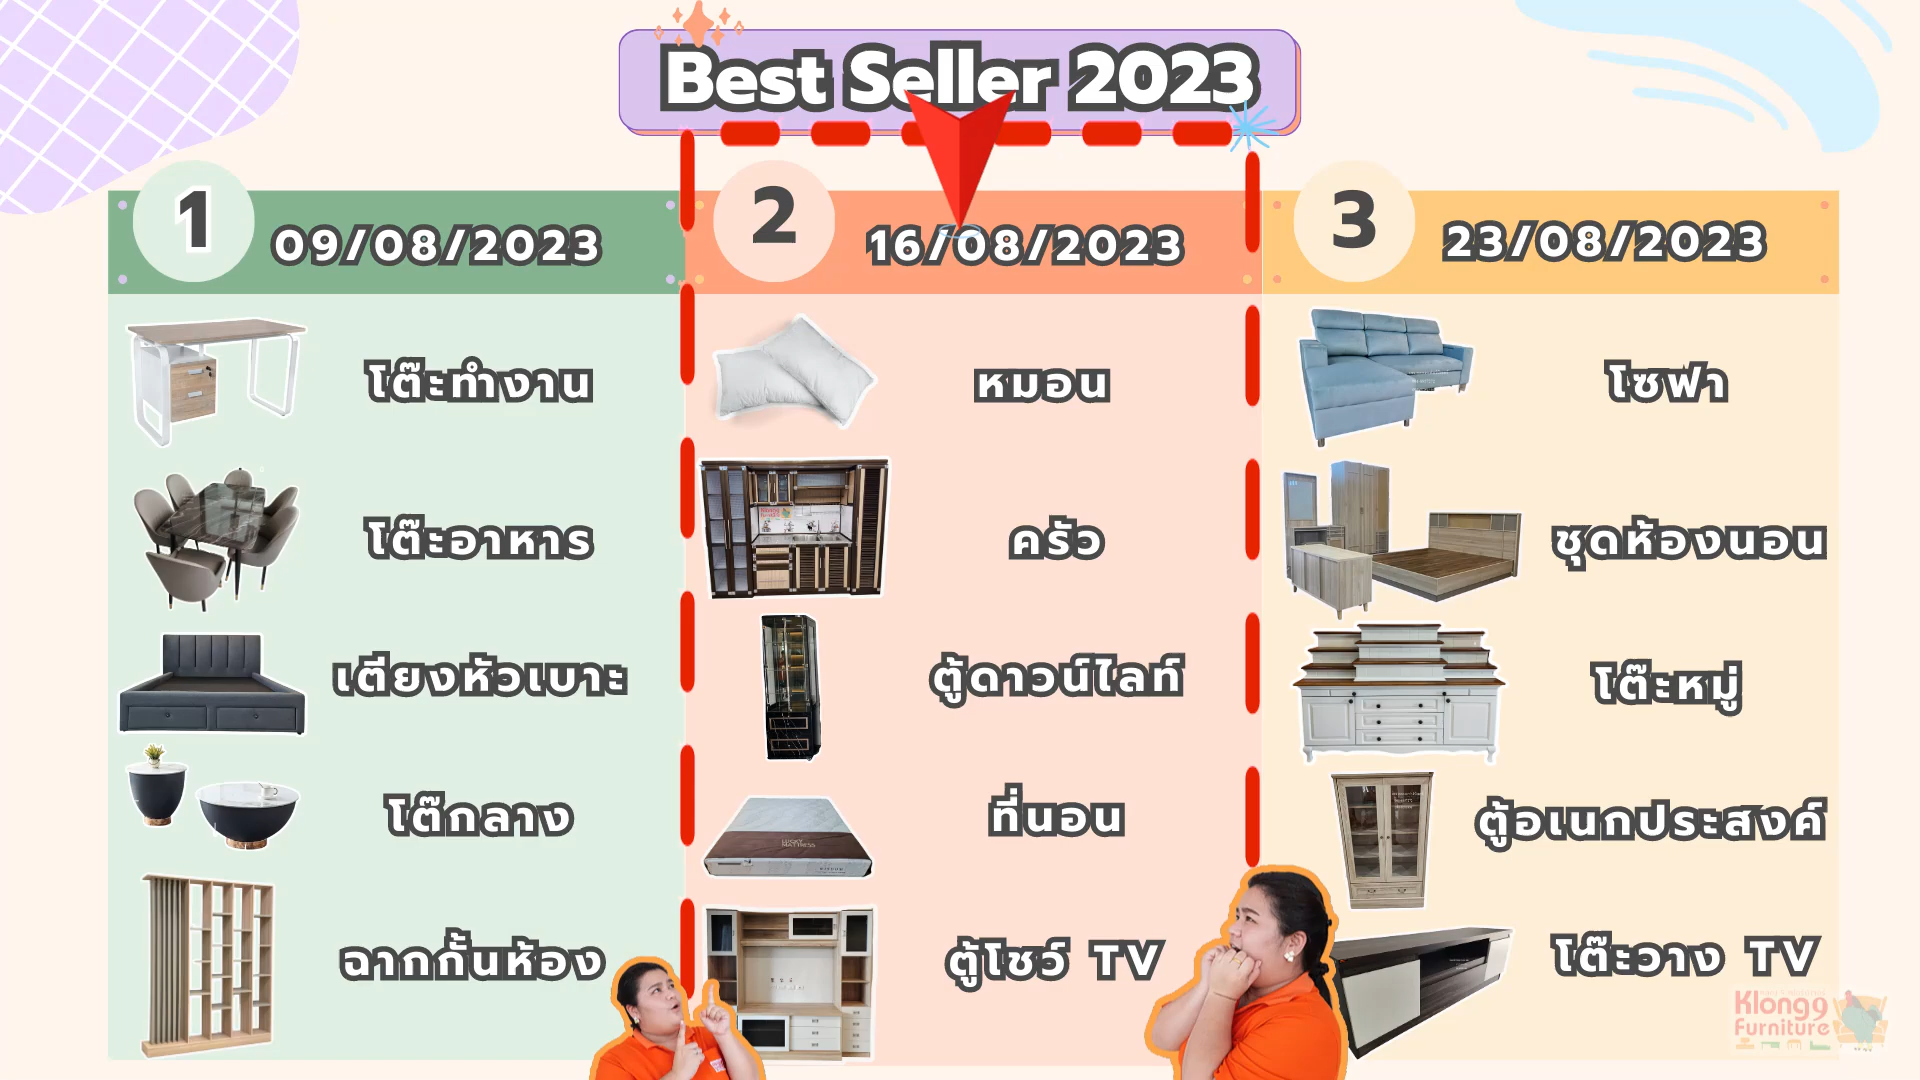 Best Seller 2023
1
09/08/2023
โต๊ะทำงาน
โต๊ะอาหาร
เตียงหัวเบาะ
โต๊กลาง
ฉากกั้นห้อง
2
16/08/2023
หมอน
ครัว
ตู้ดาวน์ไลท์
ที่นอน
LUCKY
MATTRESS
ตู้โชว์ TV
3
23/08/2023
โซฟา
ชุดห้องนอน
โต๊ะหมู่
ตู้อเนกประสงค์
โต๊ะวาง TV
Klong9
Furniture